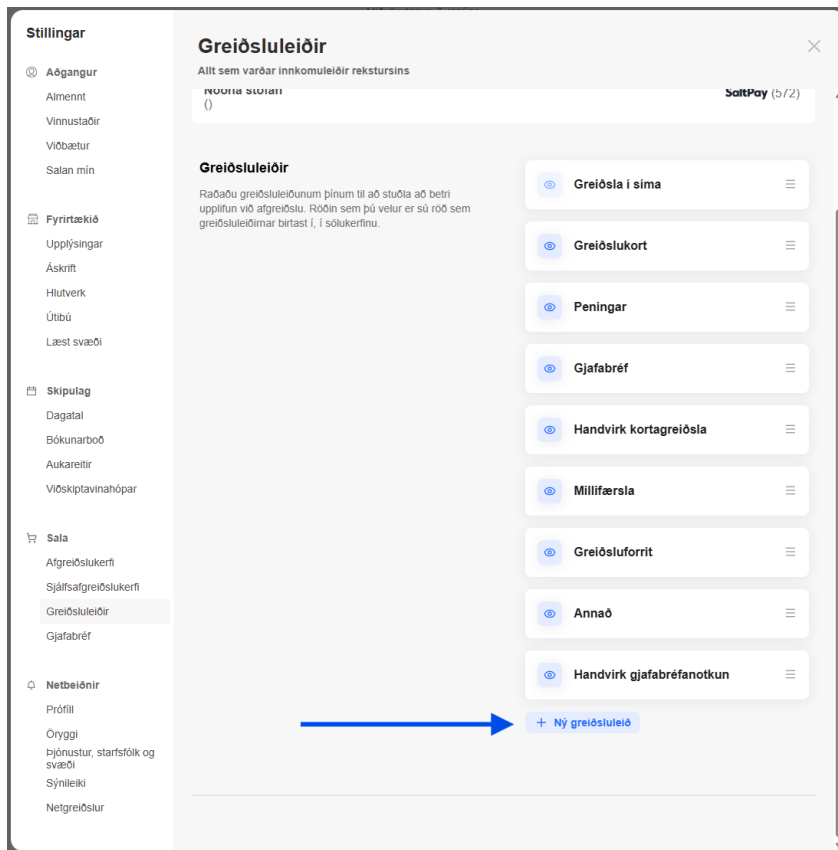 Stillingar
Aðgangur
Almennt
Vinnustaðir
Viðbætur
Salan mín
Fyrirtækið
Upplýsingar
Áskrift
Hlutverk
Útibú
Læst svæði
Skipulag
Dagatal
Bókunarboð
Aukareitir
Viðskiptavinahópar
Sala
Afgreiðslukerfi
Sjálfsafgreiðslukerfi
Greiðsluleiðir
Gjafabréf
Netbeiðnir
Prófíll
Öryggi
Þjónustur, starfsfólk og
svæði
Sýnileiki
Netgreiðslur
Greiðsluleiðir
Allt sem varðar innkomuleiðir rekstursins
Noona stofan
()
SaltPay (572)
Greiðsluleiðir
Raðaðu greiðsluleiðunum þínum til að stuðla að betri
upplifun við afgreiðslu. Röðin sem þú velur er sú röð sem
greiðsluleiðirnar birtast í, í sölukerfinu.
Greiðsla í síma
Greiðslukort
Peningar
Gjafabréf
Handvirk kortagreiðsla
Millifærsla
Greiðsluforrit
Annað
Handvirk gjafabréfanotkun
+ Ný greiðsluleið